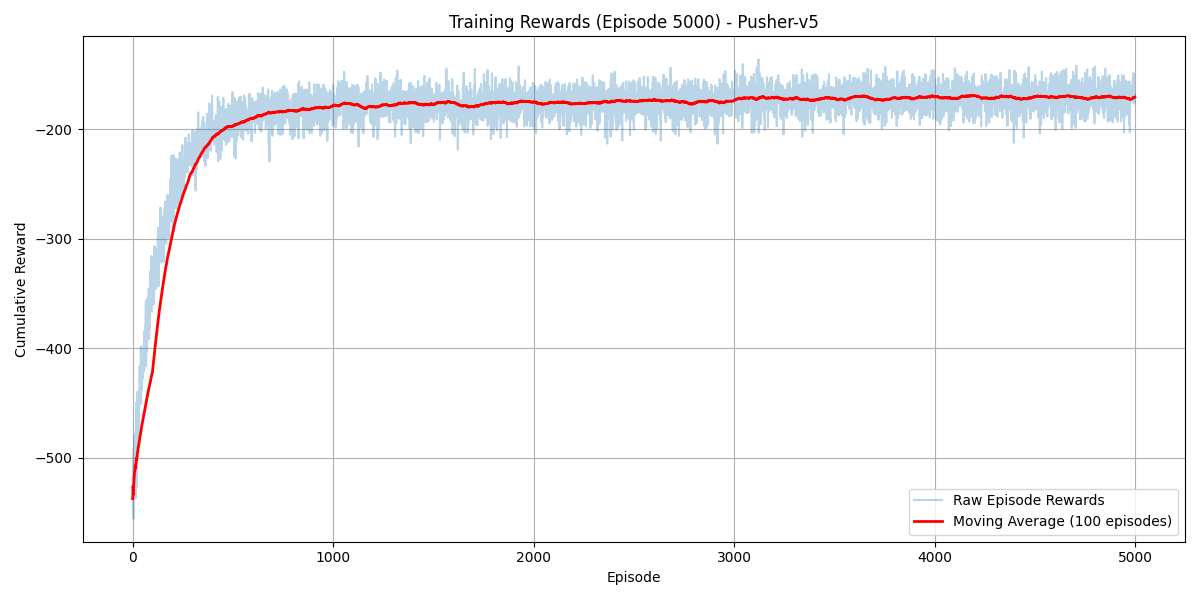 Training Rewards (Episode 5000) - Pusher-v5
Cumulative Reward
−200
−300
−400
−500
0
1000
2000
3000
4000
5000
Episode
Raw Episode Rewards
Moving Average (100 episodes)